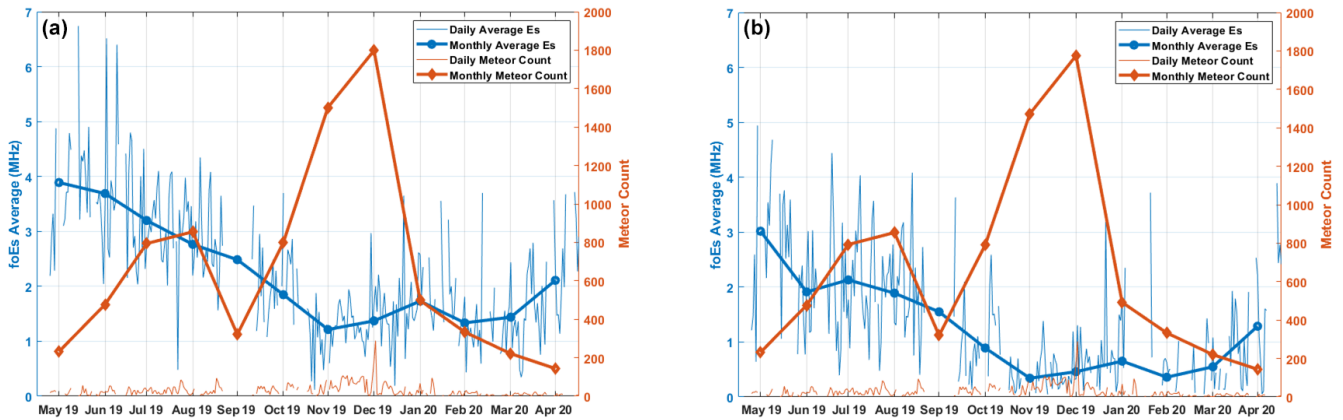 (a)
Daily Average Es
Monthly Average Es
Daily Meteor Count
Monthly Meteor Count
foEs Average (MHz)
7
6
5
4
3
2
1
0
Meteor Count
2000
1800
1600
1400
1200
1000
800
600
400
200
0
May 19 Jun 19 Jul 19 Aug 19 Sep 19 Oct 19 Nov 19 Dec 19 Jan 20 Feb 20 Mar 20 Apr 20
(b)
Daily Average Es
Monthly Average Es
Daily Meteor Count
Monthly Meteor Count
foEs Average (MHz)
7
6
5
4
3
2
1
0
Meteor Count
2000
1800
1600
1400
1200
1000
800
600
400
200
0
May 19 Jun 19 Jul 19 Aug 19 Sep 19 Oct 19 Nov 19 Dec 19 Jan 20 Feb 20 Mar 20 Apr 20